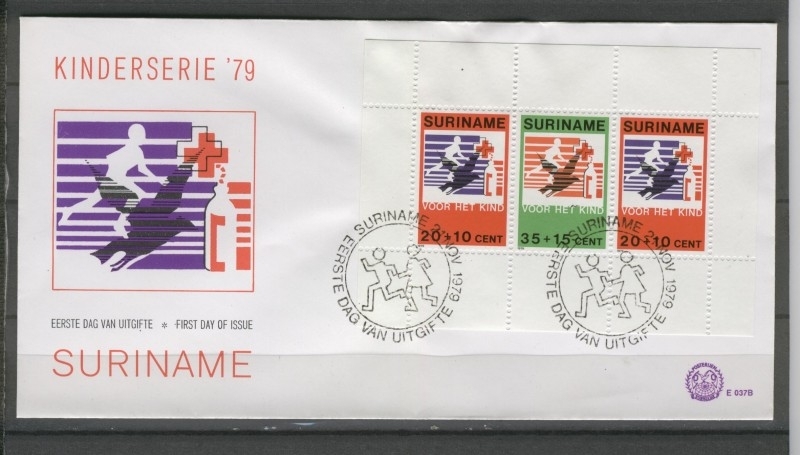 KINDERSERIE '79
EERSTE DAG VAN UITGIFTE * FIRST DAY OF ISSUE
SURINAME
SURINAME
VOOR HET KIND
20+10 CENT
SURINAME
VOOR HET KIND
35+15 CENT
SURINAME
VOOR HET KIND
20+10 CENT
SURINAME NOV. 1979
EERSTE DAG VAN UITGIFTE
SURINAME NOV. 1979
EERSTE DAG VAN UITGIFTE
E 037B